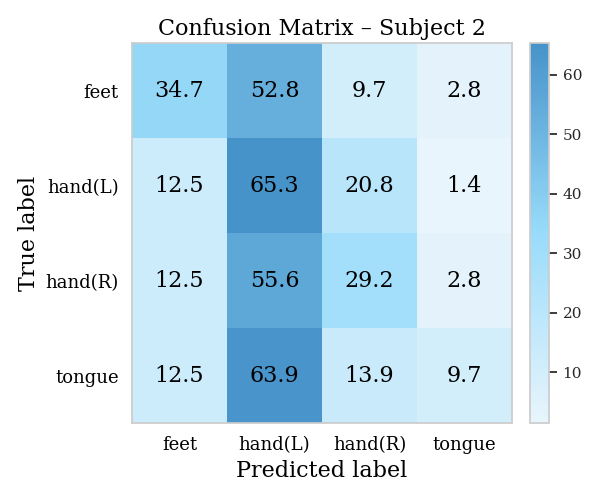 Confusion Matrix – Subject 2
feet 34.7 52.8 9.7 2.8
hand(L) 12.5 65.3 20.8 1.4
hand(R) 12.5 55.6 29.2 2.8
tongue 12.5 63.9 13.9 9.7
feet hand(L) hand(R) tongue
Predicted label
True label
60
50
40
30
20
10